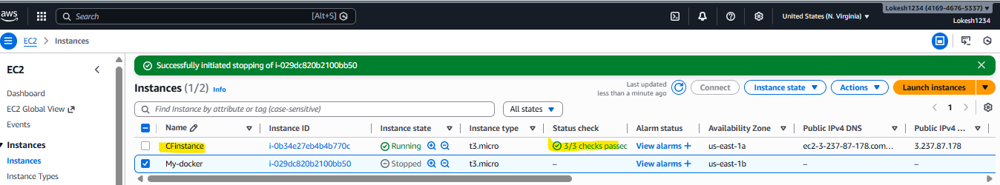 aws Search [Alt+S] United States (N. Virginia) Lokesh1234 (4169-4676-5337)
Lokesh1234
EC2 > Instances
Successfully initiated stopping of i-029dc820b2100bb50
EC2
Instances (1/2) Info Last updated less than a minute ago Connect Instance state Actions Launch instances
Dashboard
EC2 Global View
Events
Find Instance by attribute or tag (case-sensitive) All states 1
Name Instance ID Instance state Instance type Status check Alarm status Availability Zone Public IPv4 DNS Public IPv4 ...
Instances
CFinstance i-0b34e27eb4b4b770c Running t3.micro 3/3 checks passed View alarms + us-east-1a ec2-3-237-87-178.com... 3.237.87.178
Instances
My-docker i-029dc820b2100bb50 Stopped t3.micro – View alarms + us-east-1b – –
Instance Types